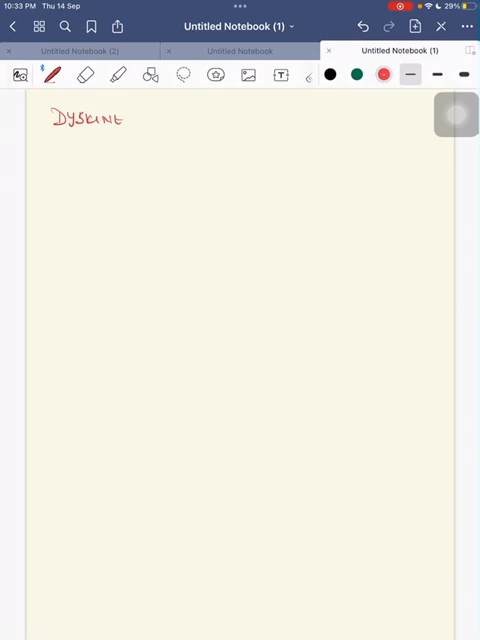 10:33 PM Thu 14 Sep 29%
Untitled Notebook (1)
Untitled Notebook (2) Untitled Notebook Untitled Notebook (1)
T
DYSKINE